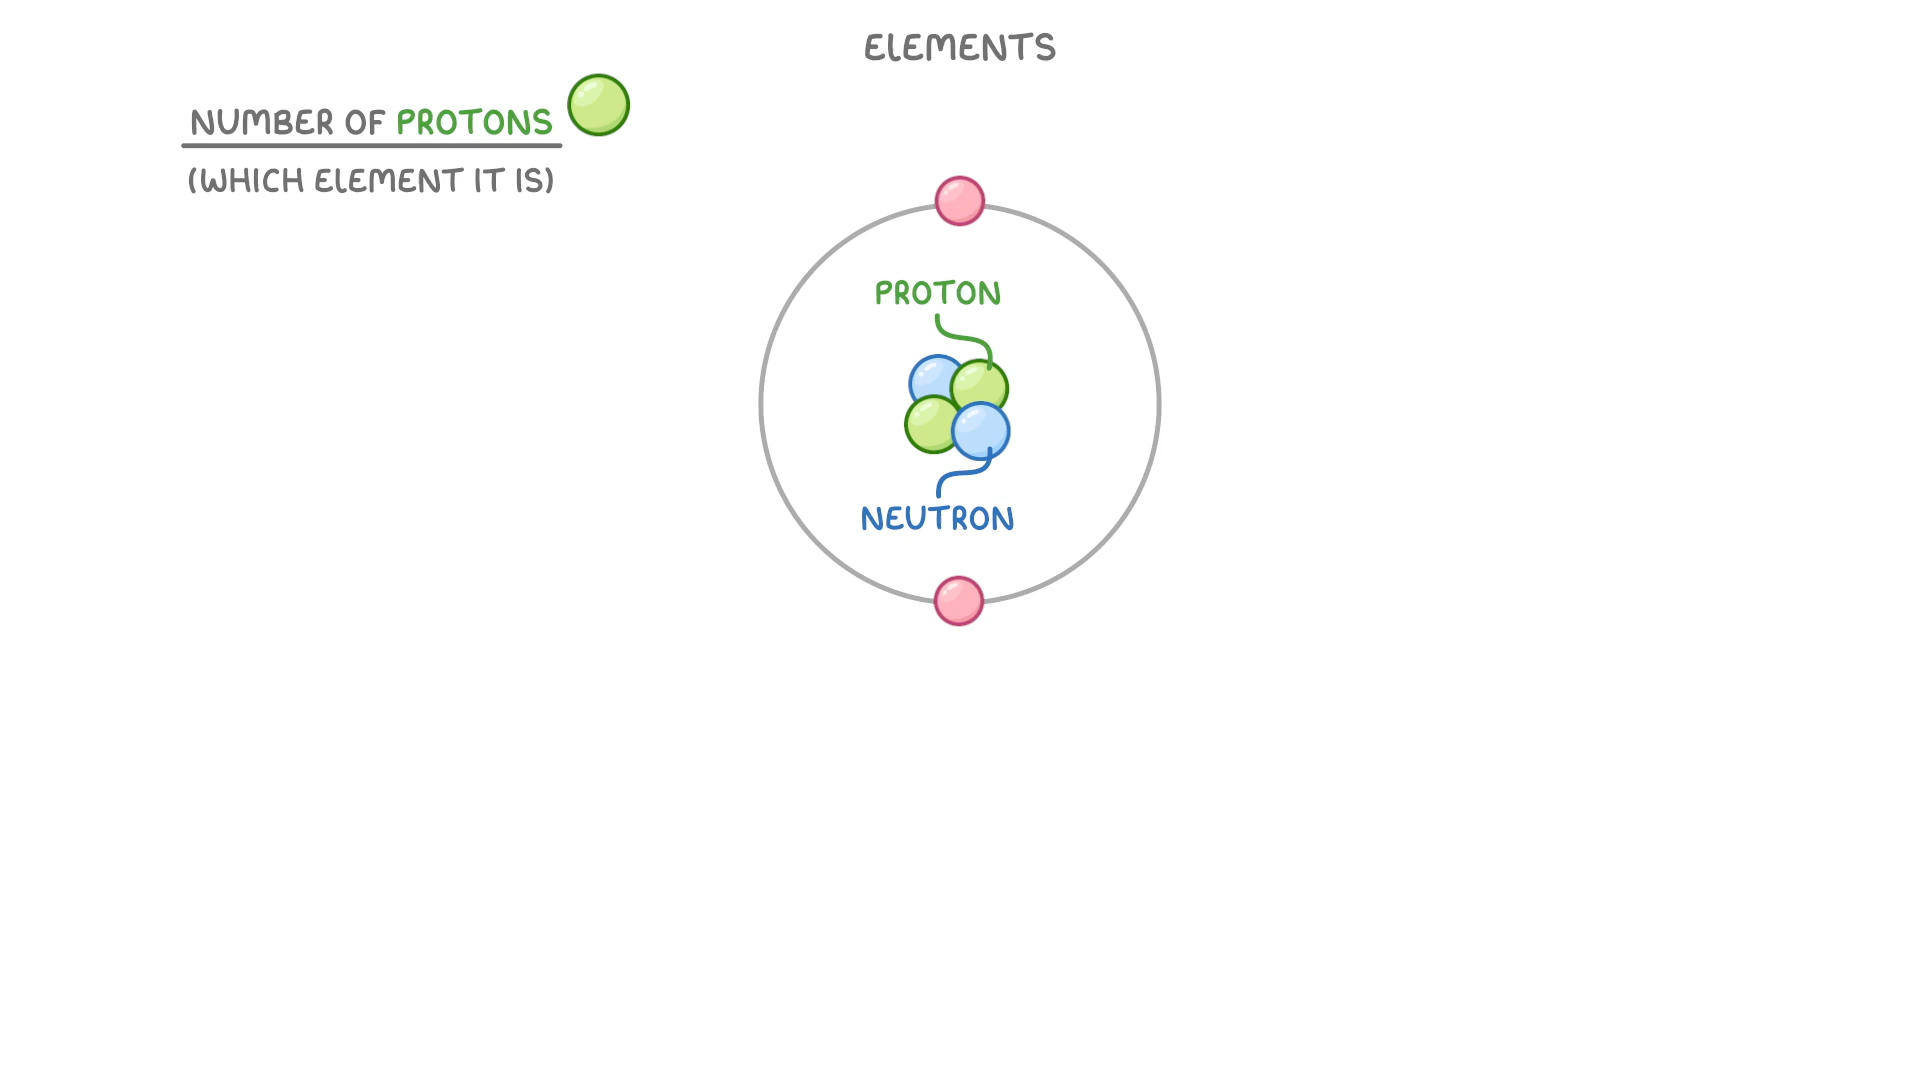 ELEMENTS
NUMBER OF PROTONS
(WHICH ELEMENT IT IS)
PROTON
NEUTRON